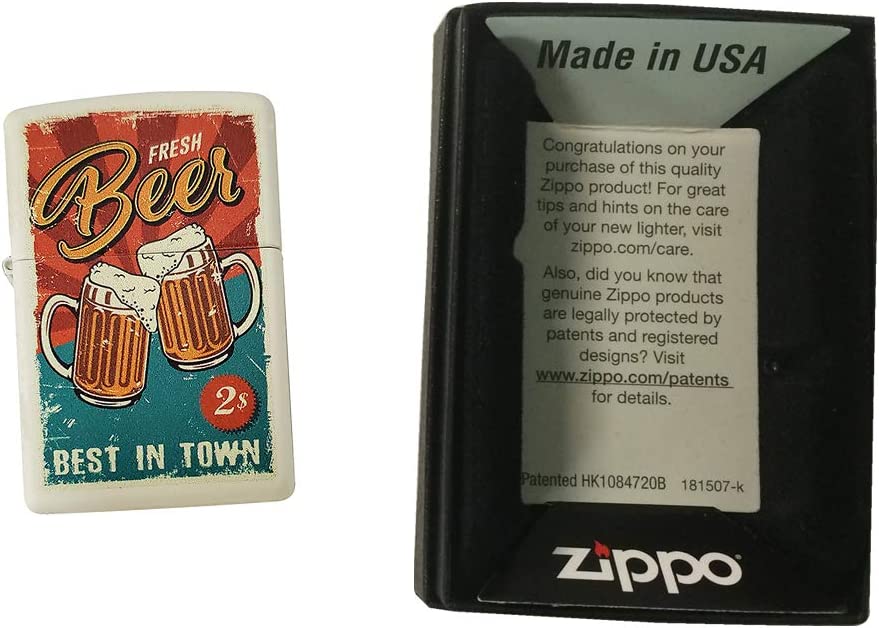 FRESH
Beer
2$
BEST IN TOWN
Made in USA
Congratulations on your
purchase of this quality
Zippo product! For great
tips and hints on the care
of your new lighter, visit
zippo.com/care.
Also, did you know that
genuine Zippo products
are legally protected by
patents and registered
designs? Visit
www.zippo.com/patents
for details.
Patented HK1084720B 181507-k
zippo®